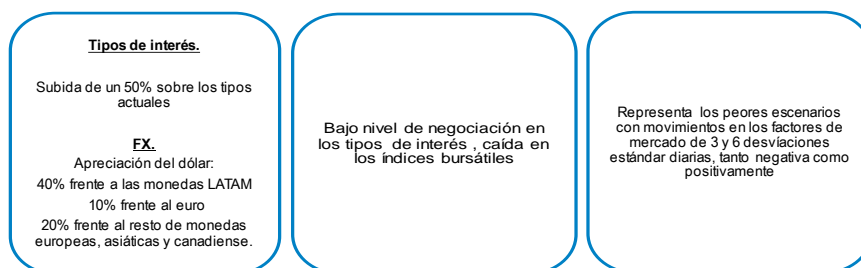 Tipos de interés.
Subida de un 50% sobre los tipos
actuales
FX.
Apreciación del dólar:
40% frente a las monedas LATAM
10% frente al euro
20% frente al resto de monedas
europeas, asiáticas y canadiense.
Bajo nivel de negociación en
los tipos de interés , caída en
los índices bursátiles
Representa los peores escenarios
con movimientos en los factores de
mercado de 3 y 6 desvíaciones
estándar diarias, tanto negativa como
positivamente